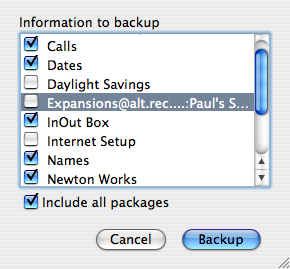 Information to backup
Calls
Dates
Daylight Savings
Expansions@alt.rec....:Paul's S...
InOut Box
Internet Setup
Names
Newton Works
Include all packages
Cancel Backup